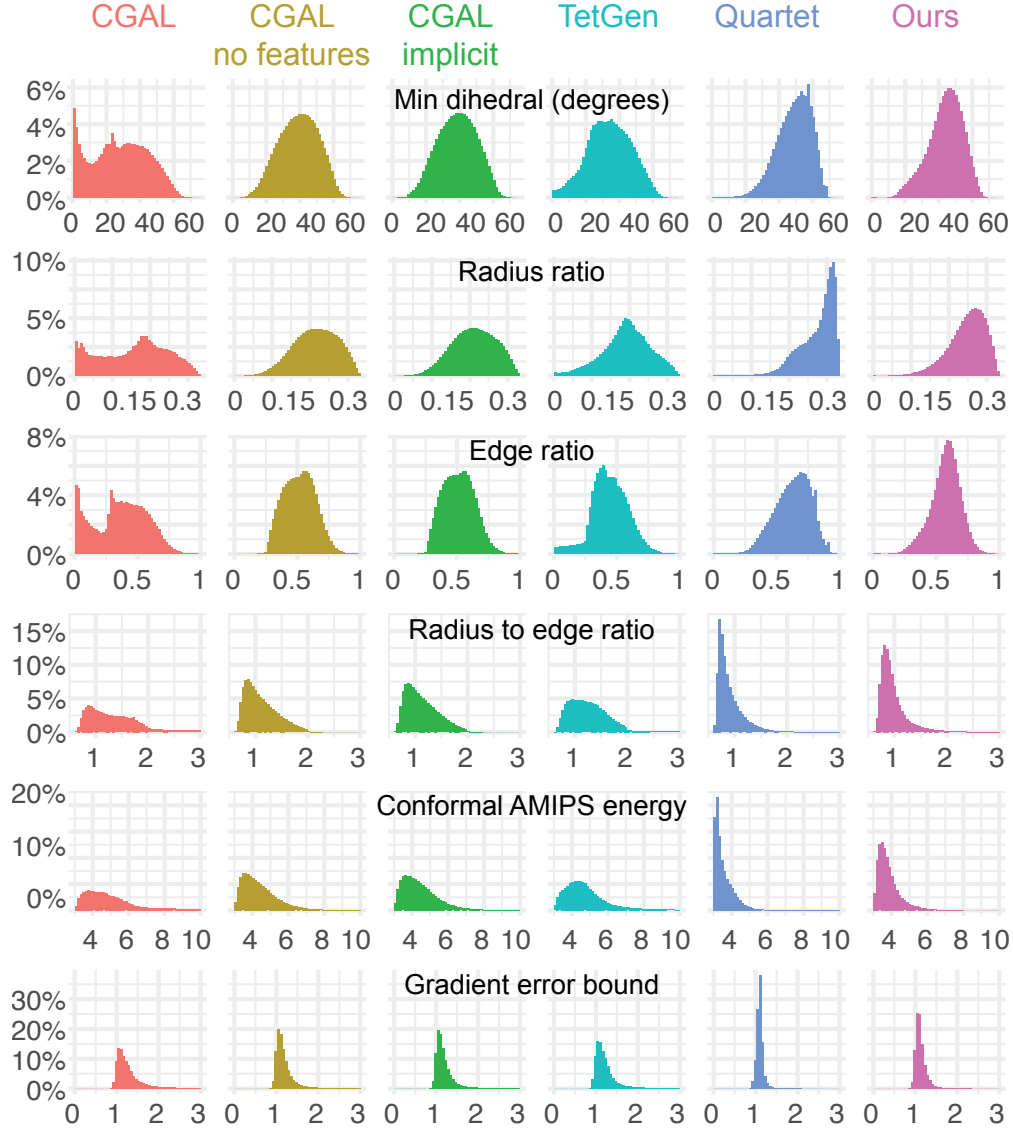 CGAL CGAL TetGen Quartet Ours CGAL
no features implicit
Min dihedral (degrees)
6%
4%
2%
0%
0 20 40 60 20 40 60 20 40 60 20 40 60 20 40 60 20 40 60
Radius ratio
10%
5%
0%
0 0.15 0.3 0 0.15 0.3 0 0.15 0.3 0 0.15 0.3 0 0.15 0.3 0 0.15 0.3
Edge ratio
8%
4%
0%
0 0.5 1 0 0.5 1 0 0.5 1 0 0.5 1 0 0.5 1 0 0.5 1
Radius to edge ratio
15%
10%
5%
0%
1 2 3 1 2 3 1 2 3 1 2 3 1 2 3 1 2 3
Conformal AMIPS energy
20%
10%
0%
4 6 8 10 4 6 8 10 4 6 8 10 4 6 8 10 4 6 8 10 4 6 8 10
Gradient error bound
30%
20%
10%
0%
0 1 2 3 0 1 2 3 0 1 2 3 0 1 2 3 0 1 2 3 0 1 2 3